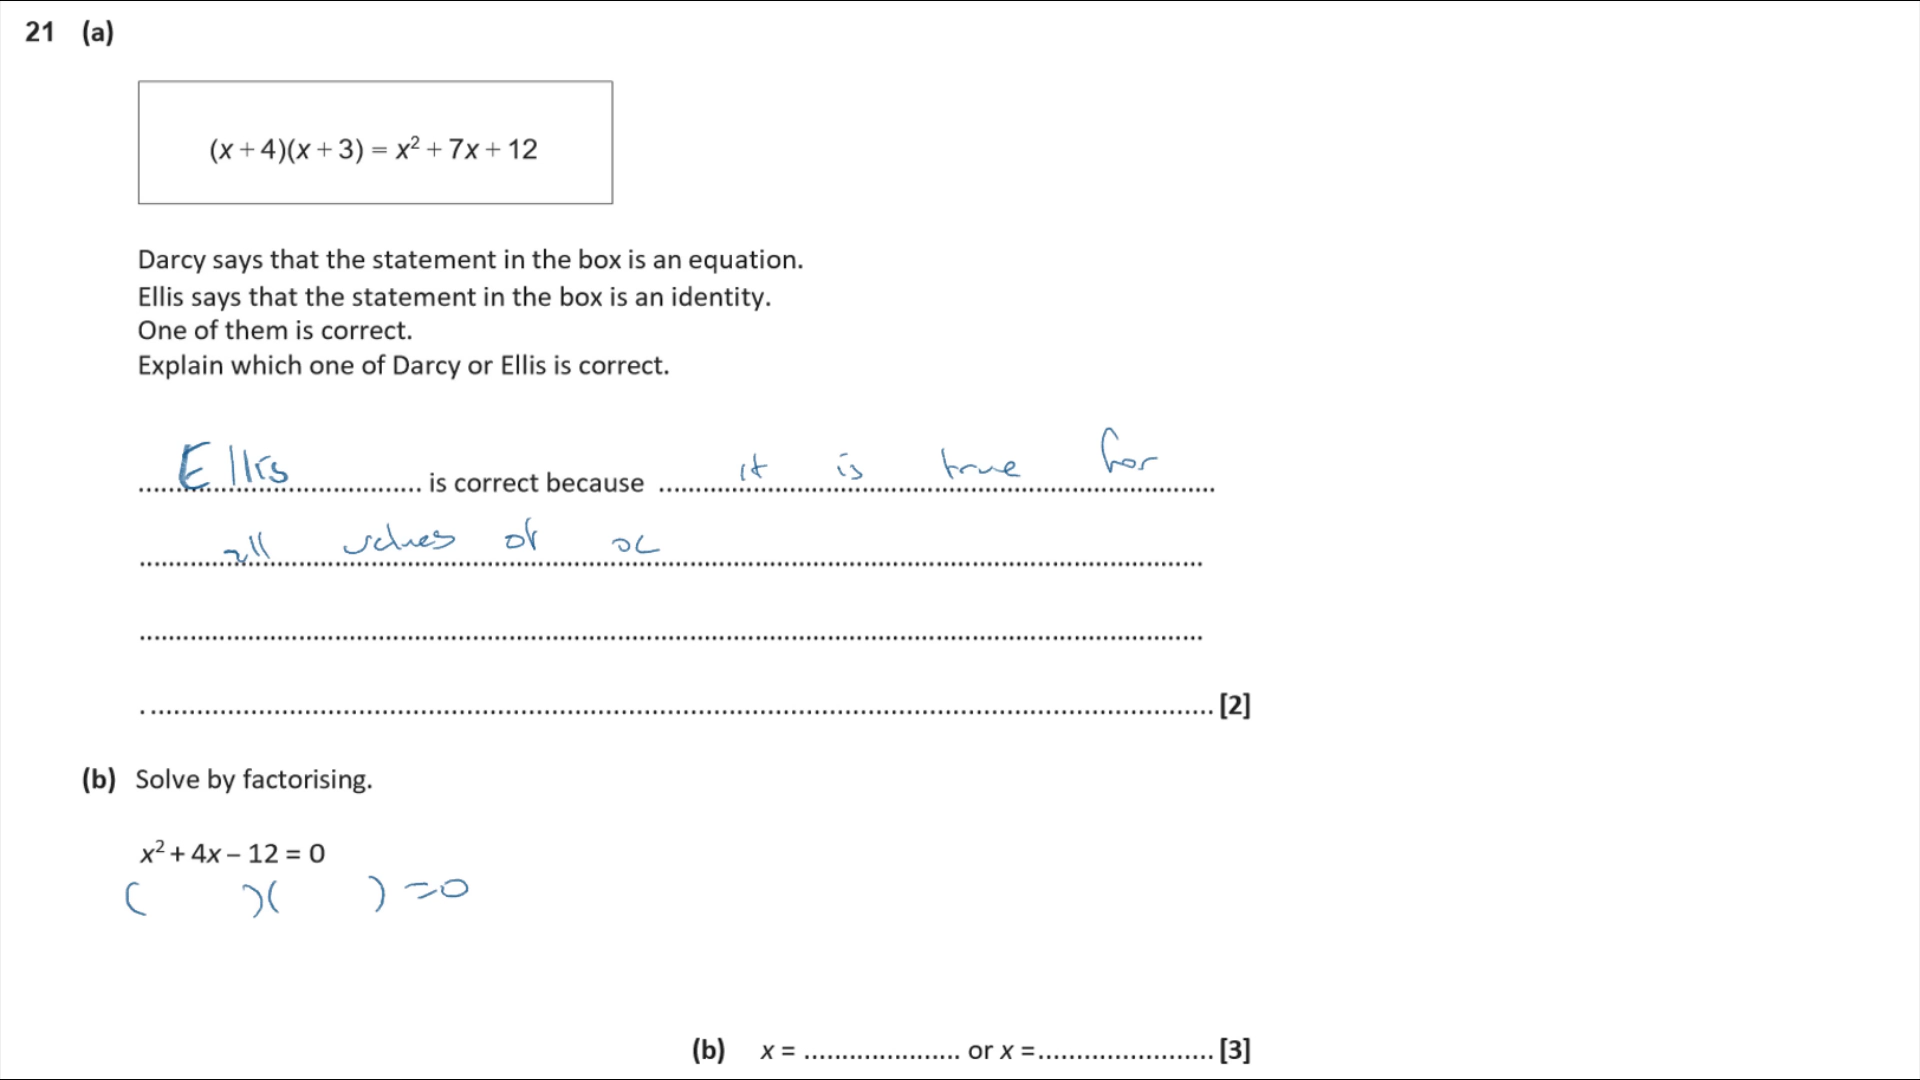 21 (a)
(x + 4)(x + 3) = x² + 7x + 12
Darcy says that the statement in the box is an equation.
Ellis says that the statement in the box is an identity.
One of them is correct.
Explain which one of Darcy or Ellis is correct.
Ellis is correct because it is true for
all values of x
[2]
(b) Solve by factorising.
x² + 4x – 12 = 0
( )( ) = 0
(b) x = ..................... or x = ....................... [3]